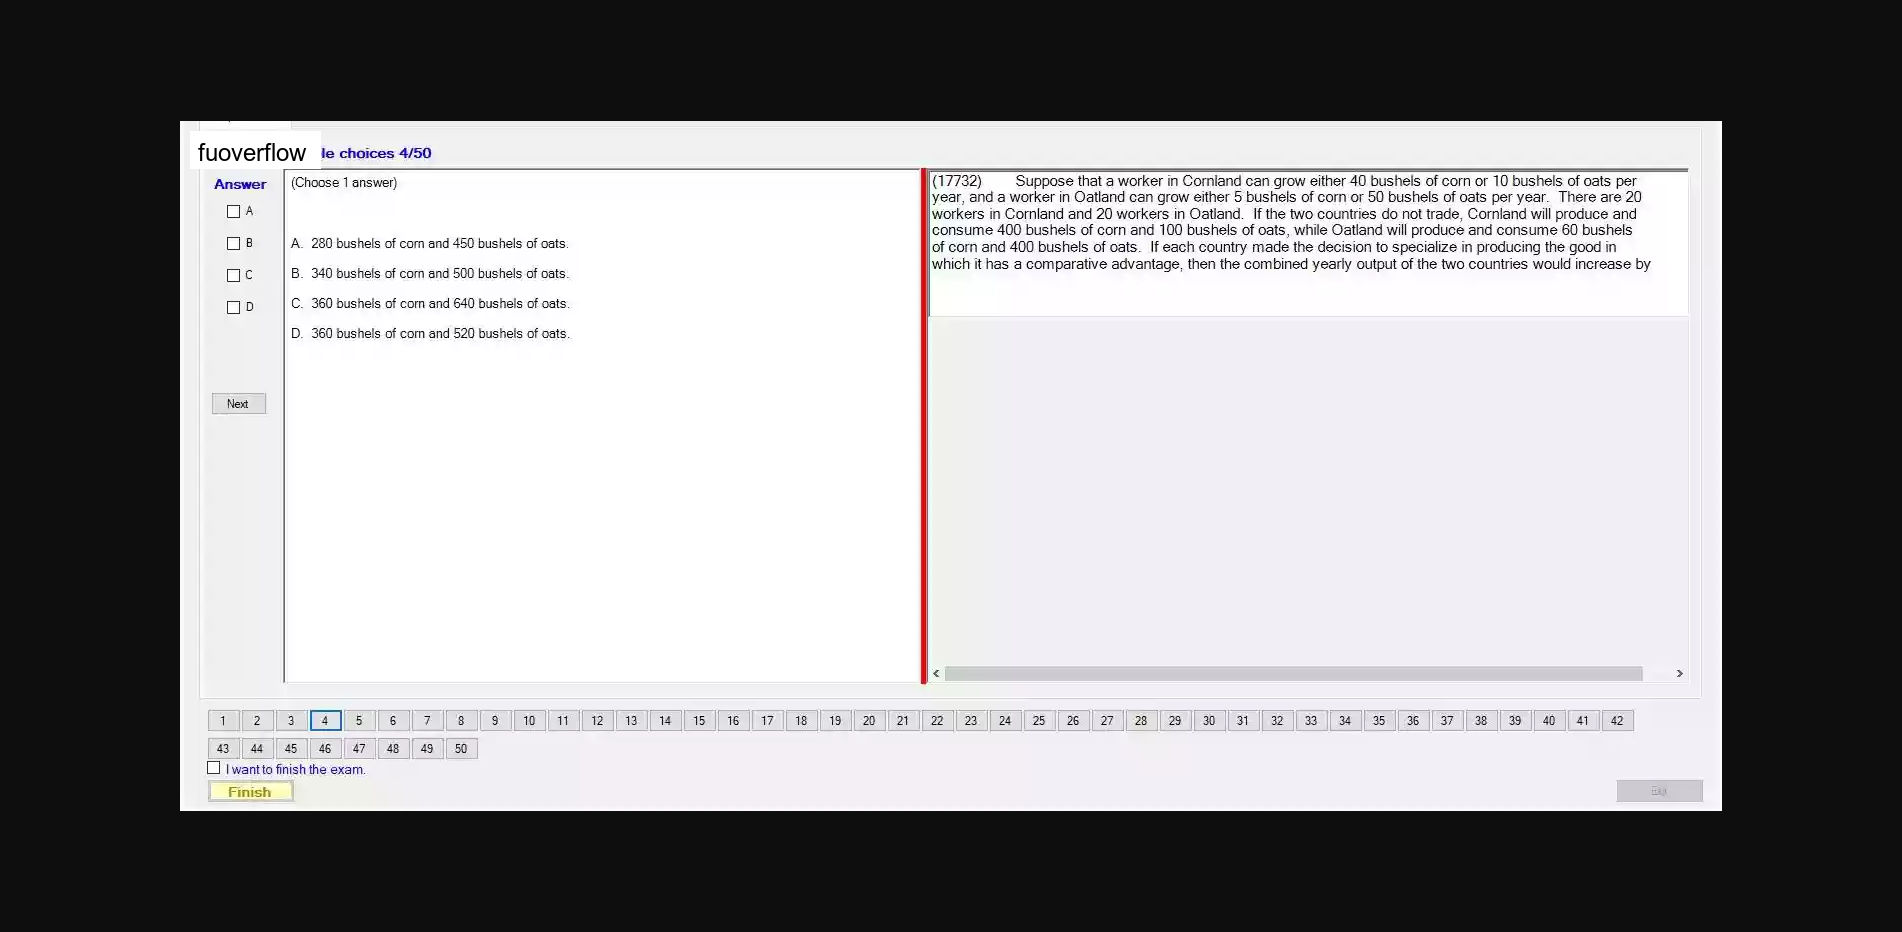 fuoverflow le choices 4/50
Answer
(Choose 1 answer)
A
B
C
D
A. 280 bushels of corn and 450 bushels of oats.
B. 340 bushels of corn and 500 bushels of oats.
C. 360 bushels of corn and 640 bushels of oats.
D. 360 bushels of corn and 520 bushels of oats.
Next
(17732) Suppose that a worker in Cornland can grow either 40 bushels of corn or 10 bushels of oats per
year, and a worker in Oatland can grow either 5 bushels of corn or 50 bushels of oats per year. There are 20
workers in Cornland and 20 workers in Oatland. If the two countries do not trade, Cornland will produce and
consume 400 bushels of corn and 100 bushels of oats, while Oatland will produce and consume 60 bushels
of corn and 400 bushels of oats. If each country made the decision to specialize in producing the good in
which it has a comparative advantage, then the combined yearly output of the two countries would increase by
1 2 3 4 5 6 7 8 9 10 11 12 13 14 15 16 17 18 19 20 21 22 23 24 25 26 27 28 29 30 31 32 33 34 35 36 37 38 39 40 41 42
43 44 45 46 47 48 49 50
I want to finish the exam.
Finish
Exit